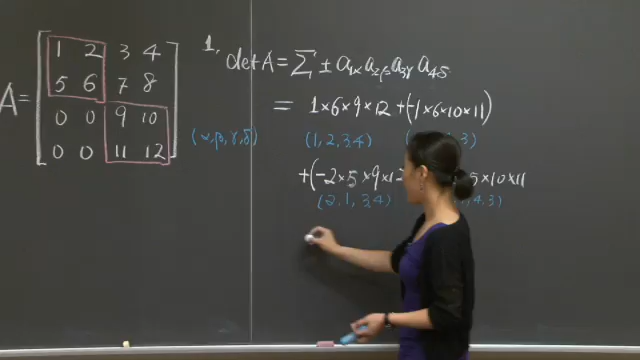 A = [ 1 2 3 4
5 6 7 8
0 0 9 10
0 0 11 12 ]
1.
det A = Σ ± a1α a2β a3γ a4δ
= 1×6×9×12 + (-1×6×10×11)
(α,β,γ,δ) (1,2,3,4) 3)
+(-2×5×9×12 5×10×11
(2,1,3,4) 4,3)